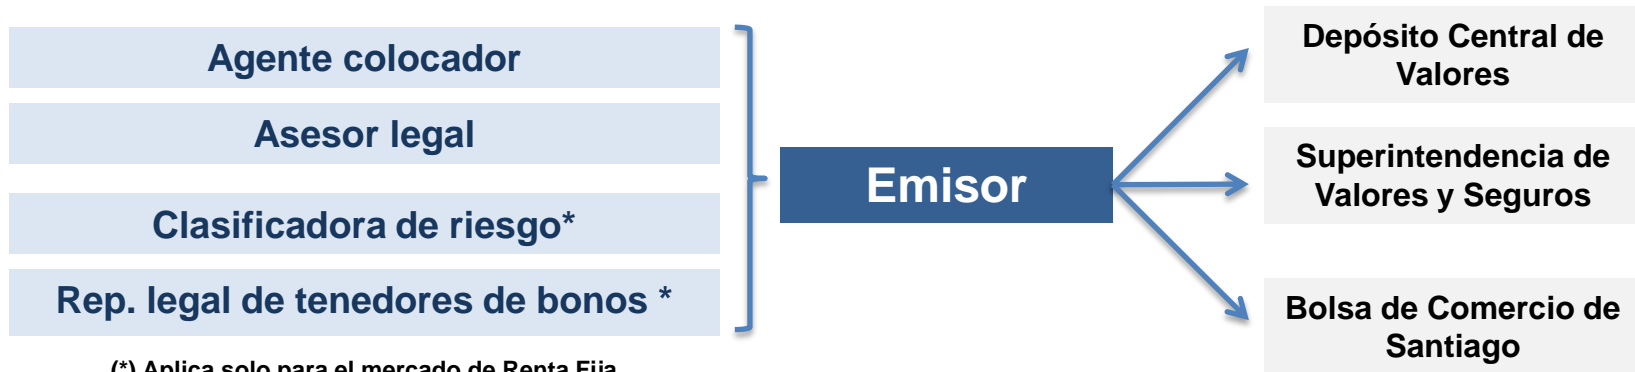 Agente colocador
Asesor legal
Clasificadora de riesgo*
Rep. legal de tenedores de bonos *
(*) Aplica solo para el mercado de Renta Fija
Emisor
Depósito Central de
Valores
Superintendencia de
Valores y Seguros
Bolsa de Comercio de
Santiago